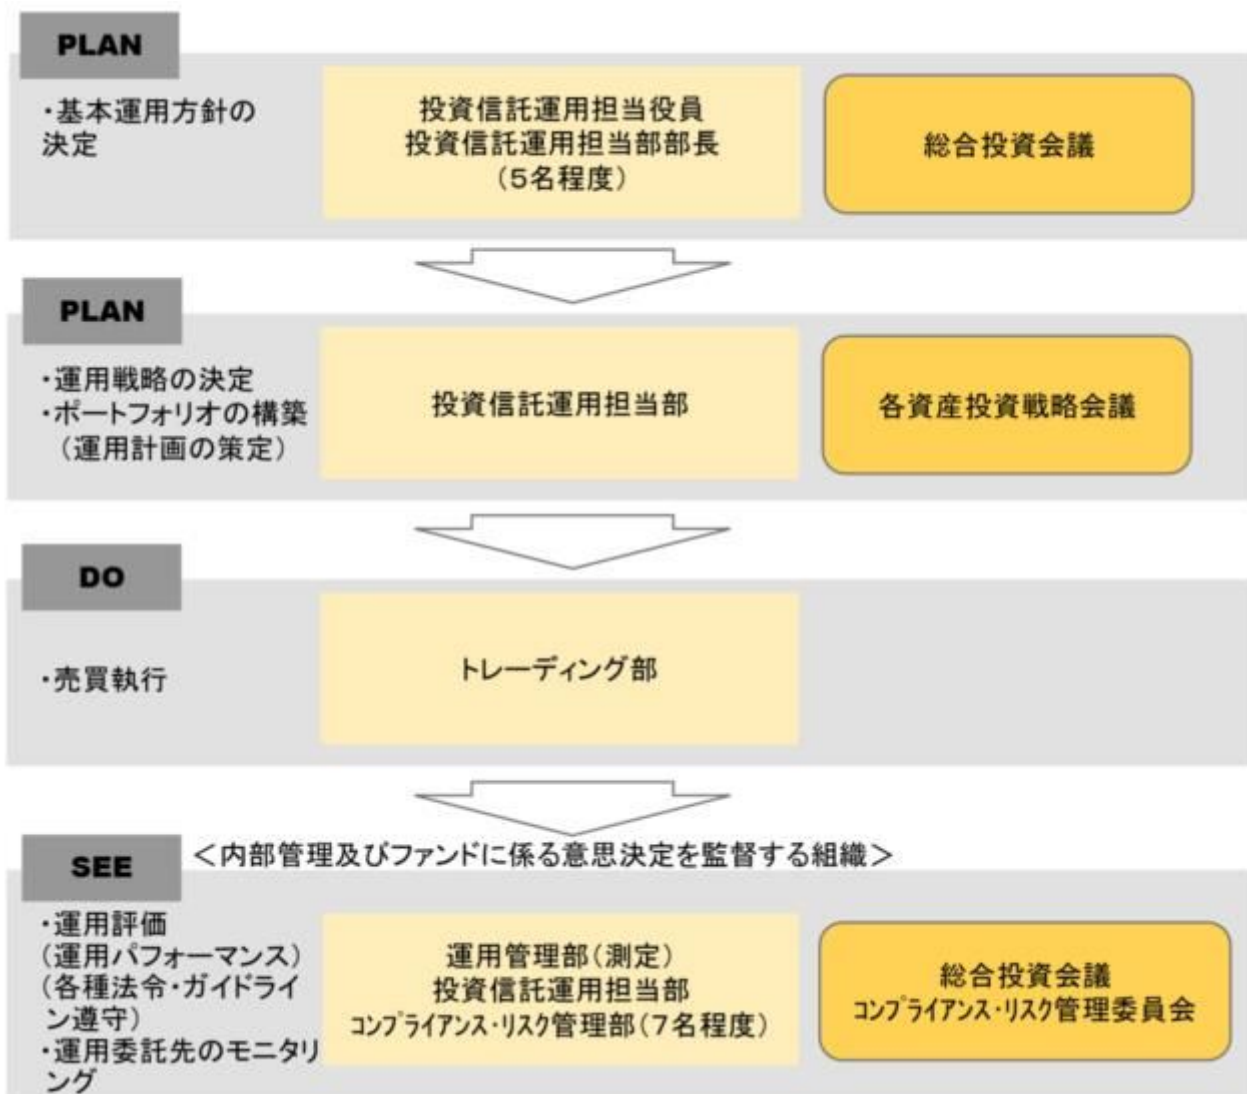 PLAN
・基本運用方針の
決定
投資信託運用担当役員
投資信託運用担当部部長
（5名程度）
総合投資会議
PLAN
・運用戦略の決定
・ポートフォリオの構築
（運用計画の策定）
投資信託運用担当部
各資産投資戦略会議
DO
・売買執行
トレーディング部
SEE
＜内部管理及びファンドに係る意思決定を監督する組織＞
・運用評価
（運用パフォーマンス）
（各種法令・ガイドライ
ン遵守）
・運用委託先のモニタリ
ング
運用管理部（測定）
投資信託運用担当部
ｺﾝﾌﾟﾗｲｱﾝｽ・ﾘｽｸ管理部（7名程度）
総合投資会議
ｺﾝﾌﾟﾗｲｱﾝｽ・ﾘｽｸ管理委員会